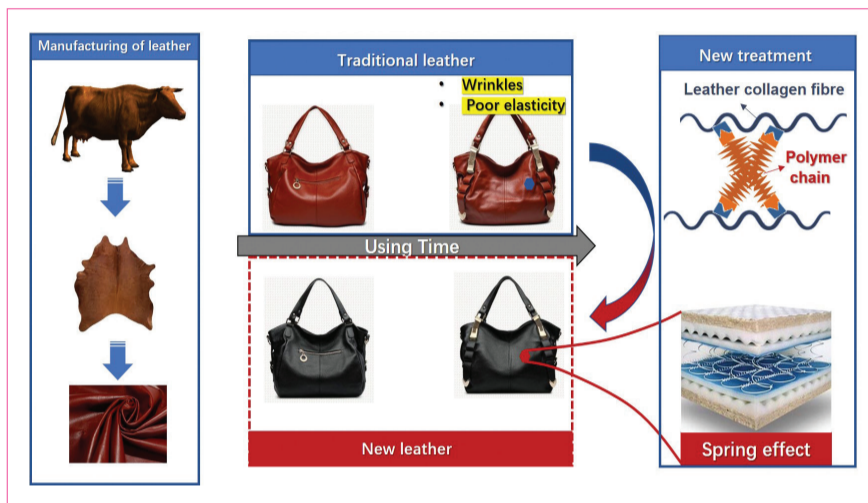 Manufacturing of leather
Traditional leather
• Wrinkles
• Poor elasticity
Using Time
New leather
New treatment
Leather collagen fibre
Polymer
chain
Spring effect